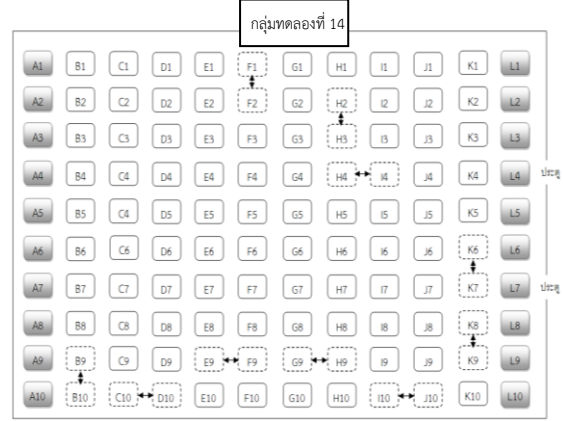 กลุ่มทดลองที่ 14
A1 B1 C1 D1 E1 F1 G1 H1 I1 J1 K1 L1
A2 B2 C2 D2 E2 F2 G2 H2 I2 J2 K2 L2
A3 B3 C3 D3 E3 F3 G3 H3 I3 J3 K3 L3
A4 B4 C4 D4 E4 F4 G4 H4 I4 J4 K4 L4 ประตู
A5 B5 C4 D5 E5 F5 G5 H5 I5 J5 K5 L5
A6 B6 C6 D6 E6 F6 G6 H6 I6 J6 K6 L6
A7 B7 C7 D7 E7 F7 G7 H7 I7 J7 K7 L7 ประตู
A8 B8 C8 D8 E8 F8 G8 H8 I8 J8 K8 L8
A9 B9 C9 D9 E9 F9 G9 H9 I9 J9 K9 L9
A10 B10 C10 D10 E10 F10 G10 H10 I10 J10 K10 L10